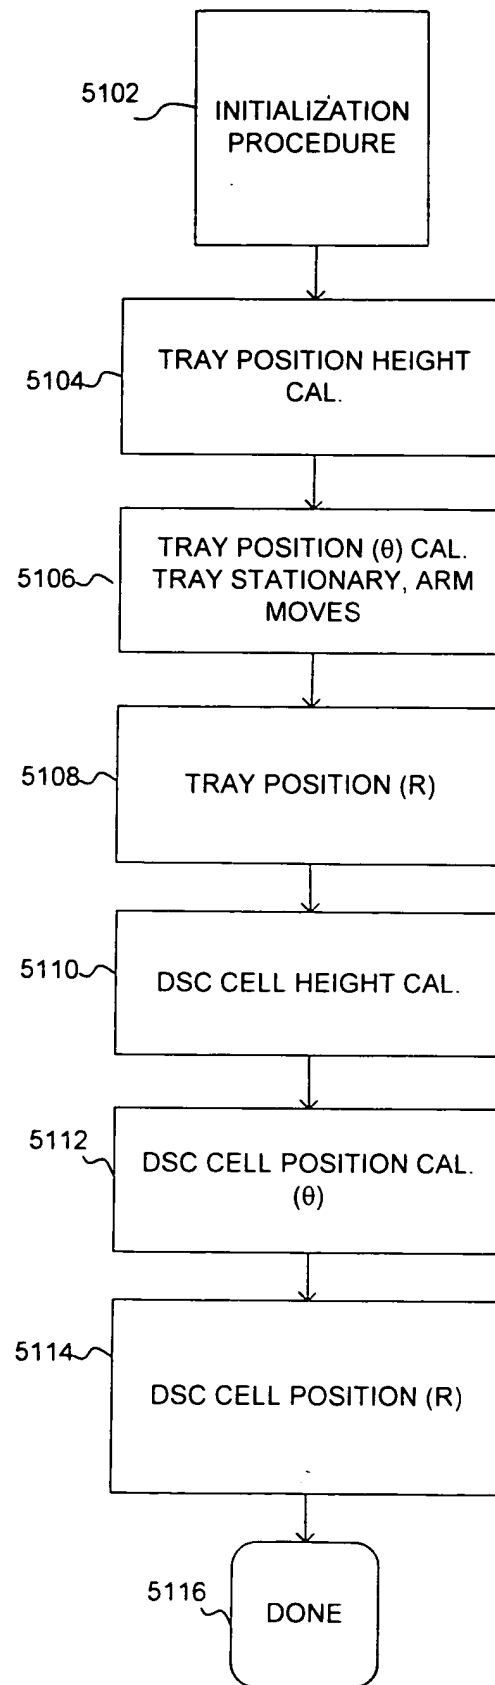 5102
INITIALIZATION
PROCEDURE
5104
TRAY POSITION HEIGHT
CAL.
5106
TRAY POSITION (θ) CAL.
TRAY STATIONARY, ARM
MOVES
5108
TRAY POSITION (R)
5110
DSC CELL HEIGHT CAL.
5112
DSC CELL POSITION CAL.
(θ)
5114
DSC CELL POSITION (R)
5116
DONE